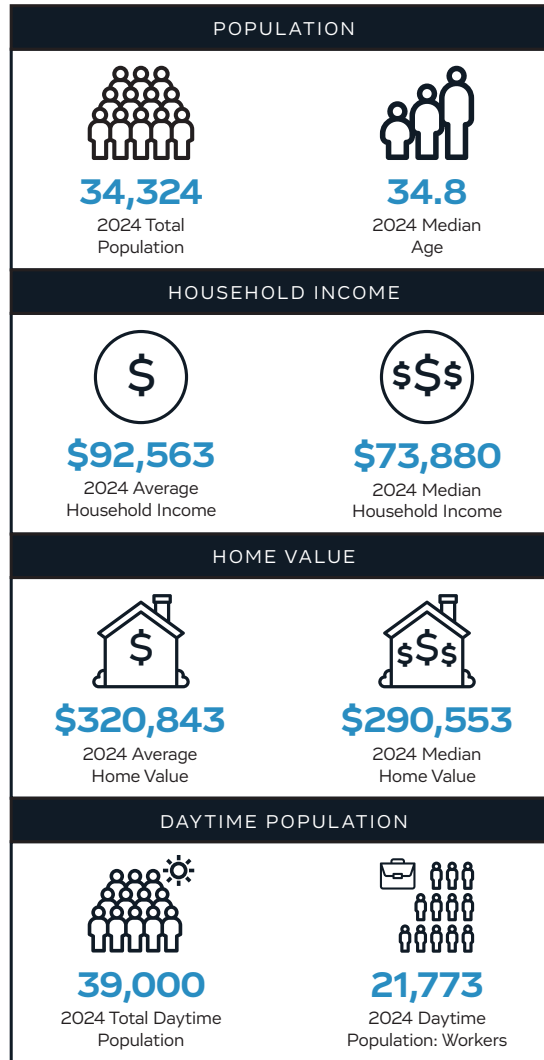 POPULATION
34,324
2024 Total
Population
34.8
2024 Median
Age
HOUSEHOLD INCOME
$
$92,563
2024 Average
Household Income
$$$
$73,880
2024 Median
Household Income
HOME VALUE
$
$320,843
2024 Average
Home Value
$$$
$290,553
2024 Median
Home Value
DAYTIME POPULATION
39,000
2024 Total Daytime
Population
21,773
2024 Daytime
Population: Workers